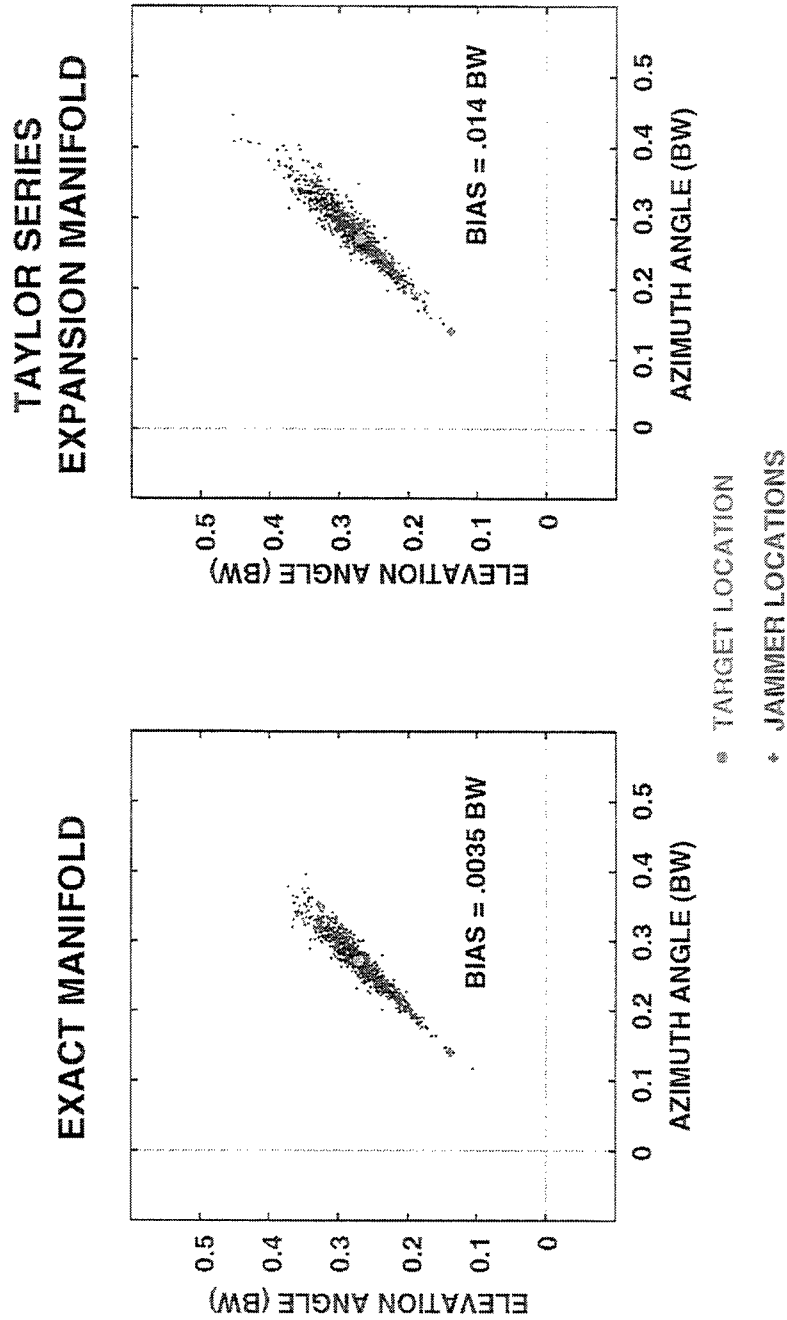 EXACT MANIFOLD
ELEVATION ANGLE (BW)
0.5
0.4
0.3
0.2
0.1
0
BIAS = .0035 BW
0 0.1 0.2 0.3 0.4 0.5
AZIMUTH ANGLE (BW)
TAYLOR SERIES
EXPANSION MANIFOLD
ELEVATION ANGLE (BW)
0.5
0.4
0.3
0.2
0.1
0
BIAS = .014 BW
0 0.1 0.2 0.3 0.4 0.5
AZIMUTH ANGLE (BW)
TARGET LOCATION
JAMMER LOCATIONS